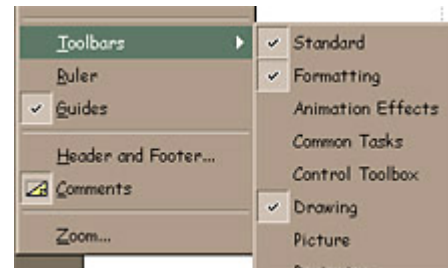 Toolbars
Ruler
Guides
Header and Footer...
Comments
Zoom...
Standard
Formatting
Animation Effects
Common Tasks
Control Toolbox
Drawing
Picture